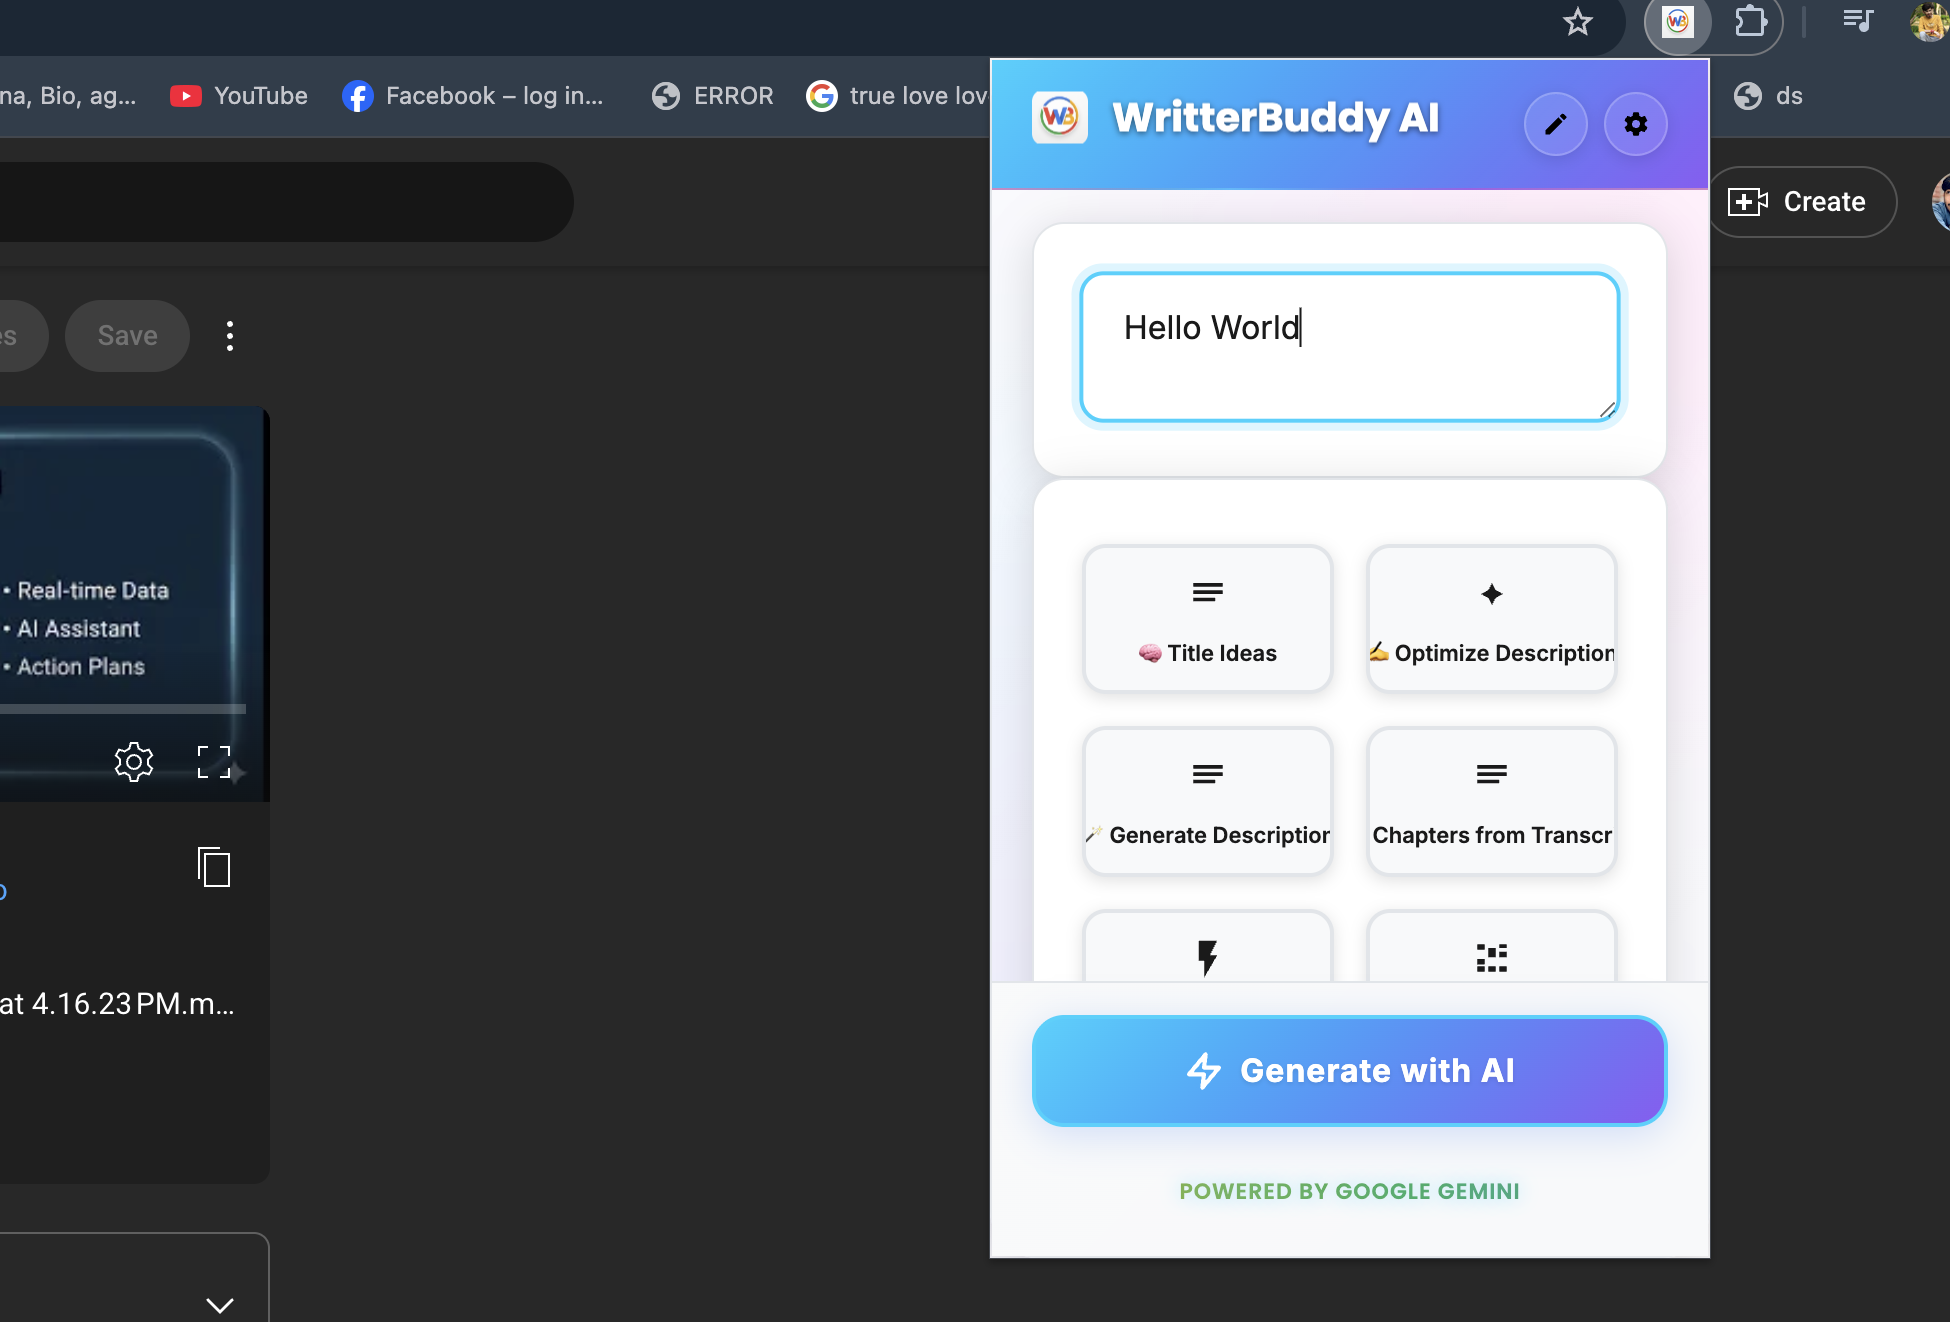 na, Bio, ag...
YouTube
Facebook – log in...
ERROR
true love lov
ds
WritterBuddy AI
Create
Hello World
es
Save
• Real-time Data
• AI Assistant
• Action Plans
🧠 Title Ideas
✍️ Optimize Description
🪄 Generate Description
Chapters from Transcr
at 4.16.23 PM.m...
Generate with AI
POWERED BY GOOGLE GEMINI